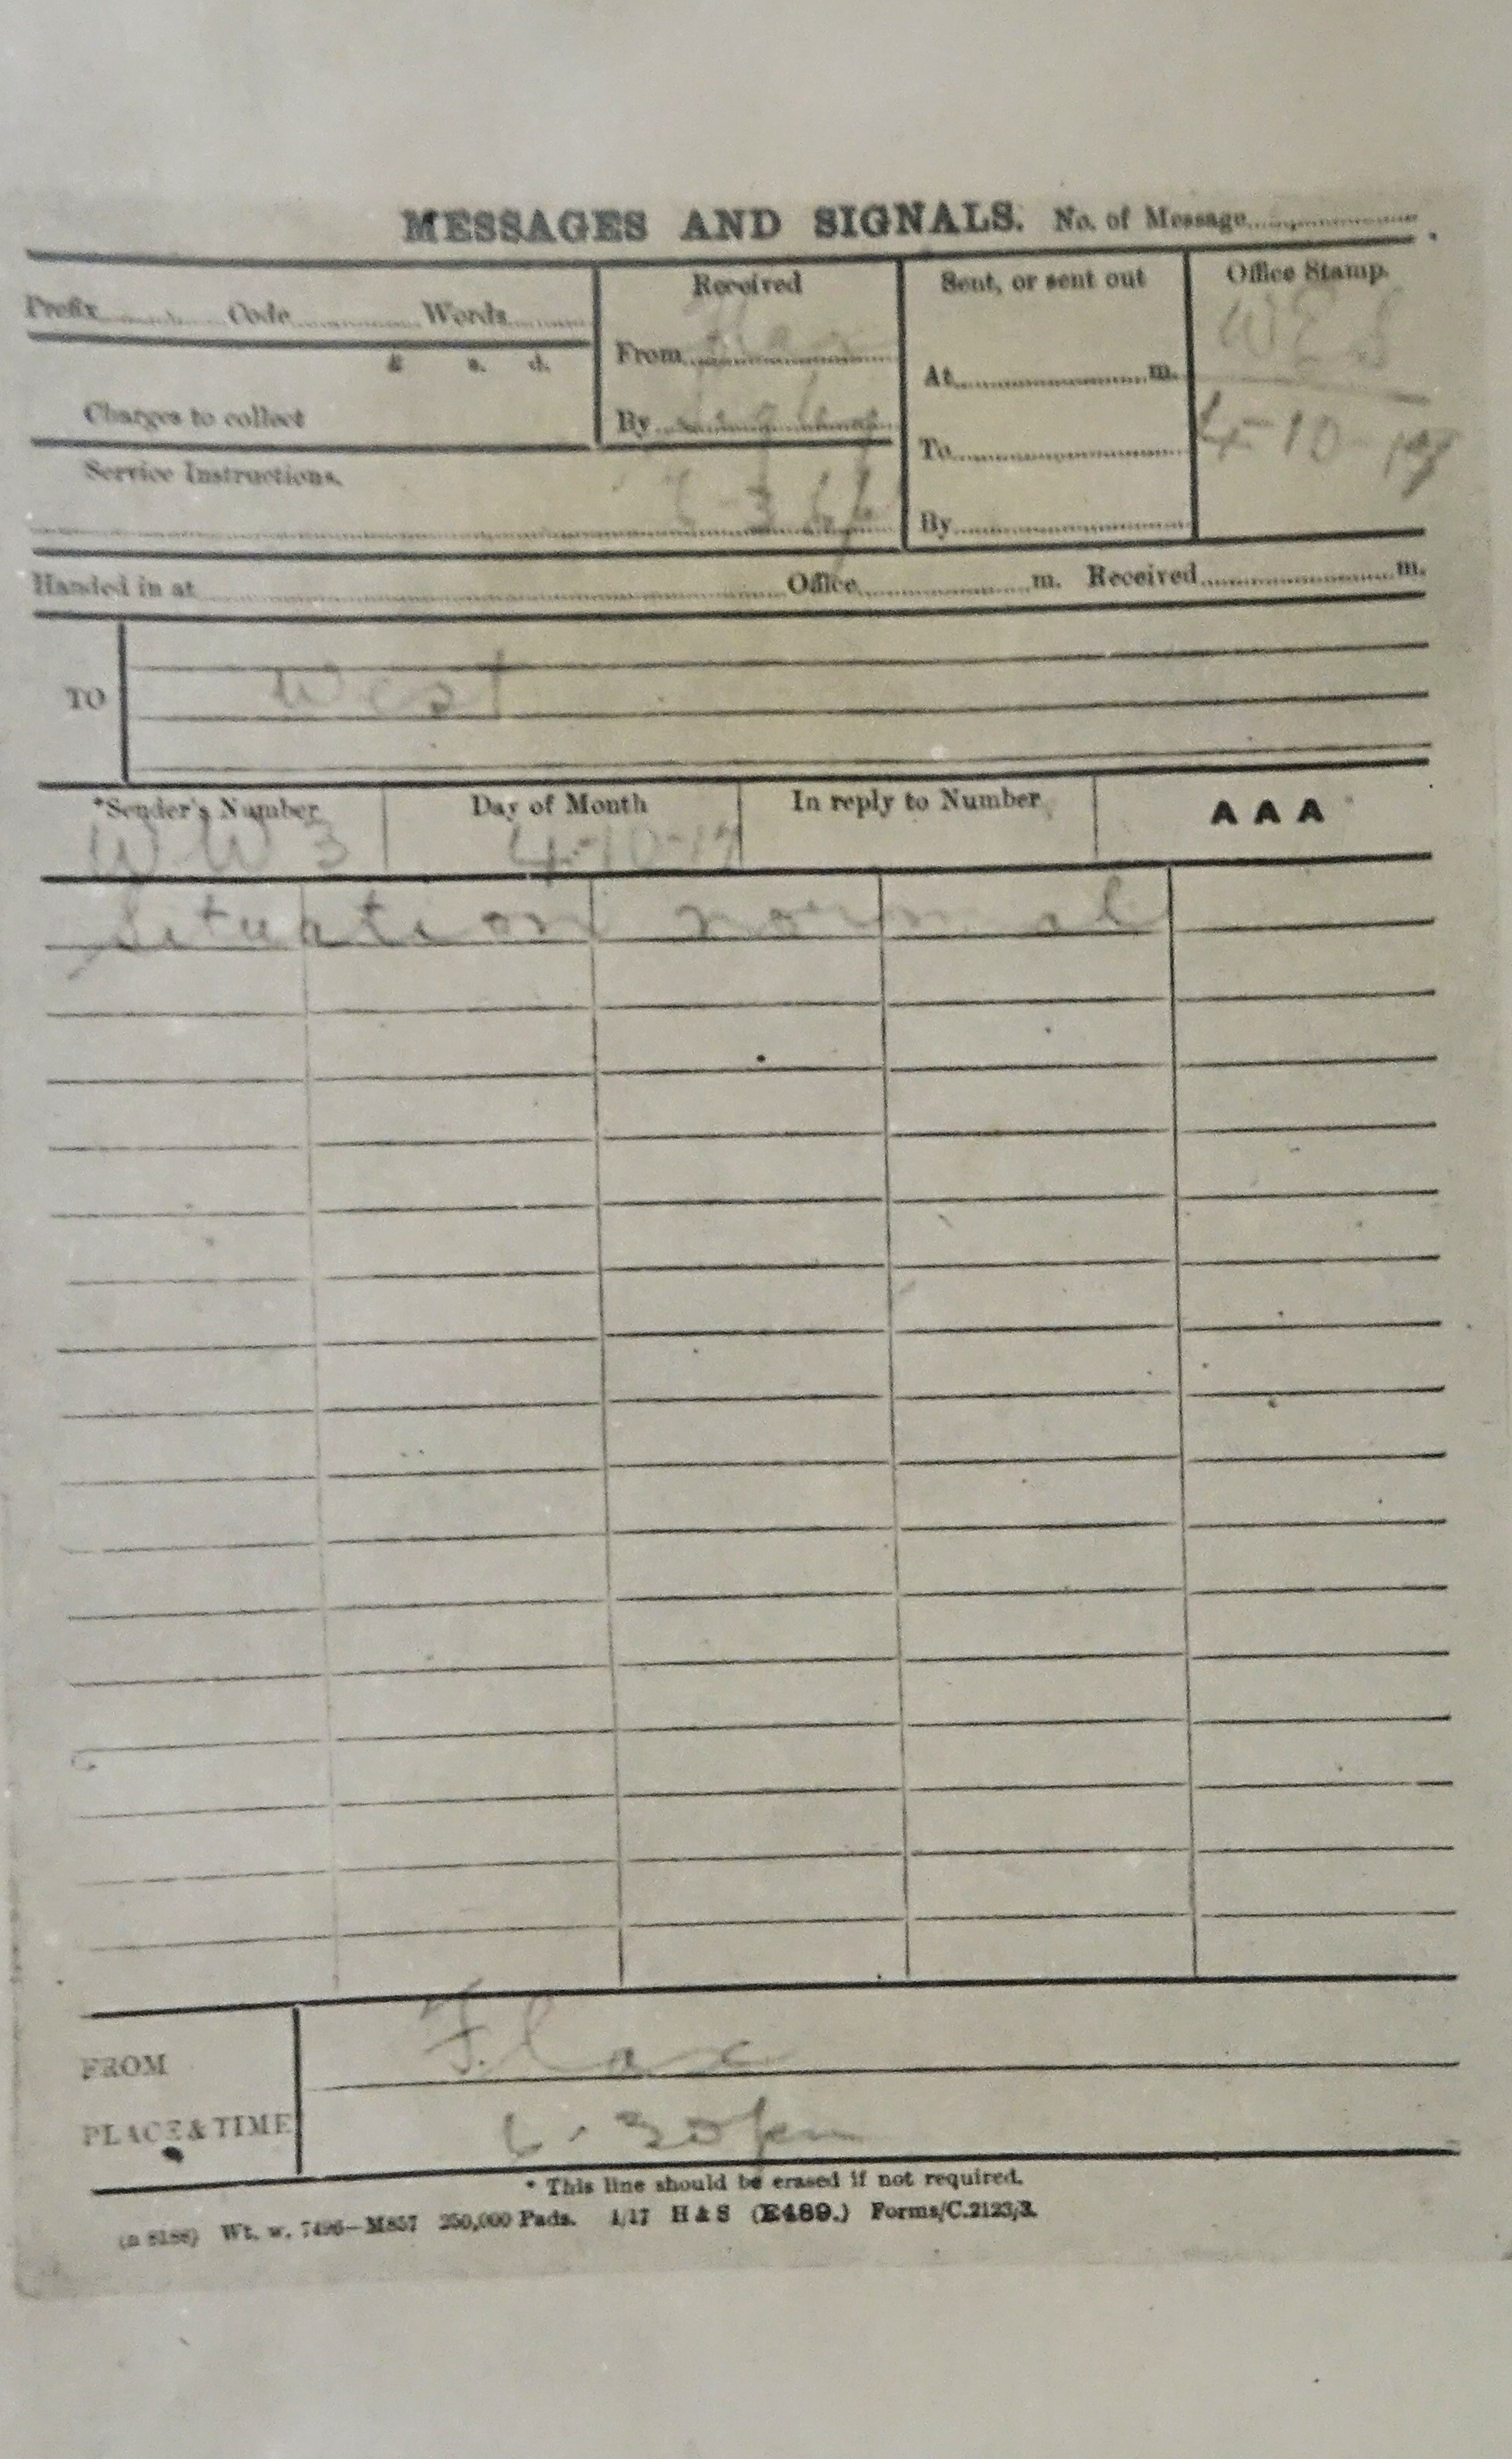 MESSAGES AND SIGNALS. No. of Message
Prefix Code Words
£ s. d.
Charges to collect
Service Instructions.
Received
From
By
Sent, or sent out
At m.
To
By
Office Stamp.
4-10-17
Handed in at Office m. Received m.
TO West
*Sender's Number Day of Month In reply to Number AAA
WW3 4-10-17
Situation normal
FROM Flax
PLACE & TIME 6.30 pm
* This line should be erased if not required.
Wt. w. 7496—M857 250,000 Pads. 1/17 H & S (E489.) Forms/C.2123/3.